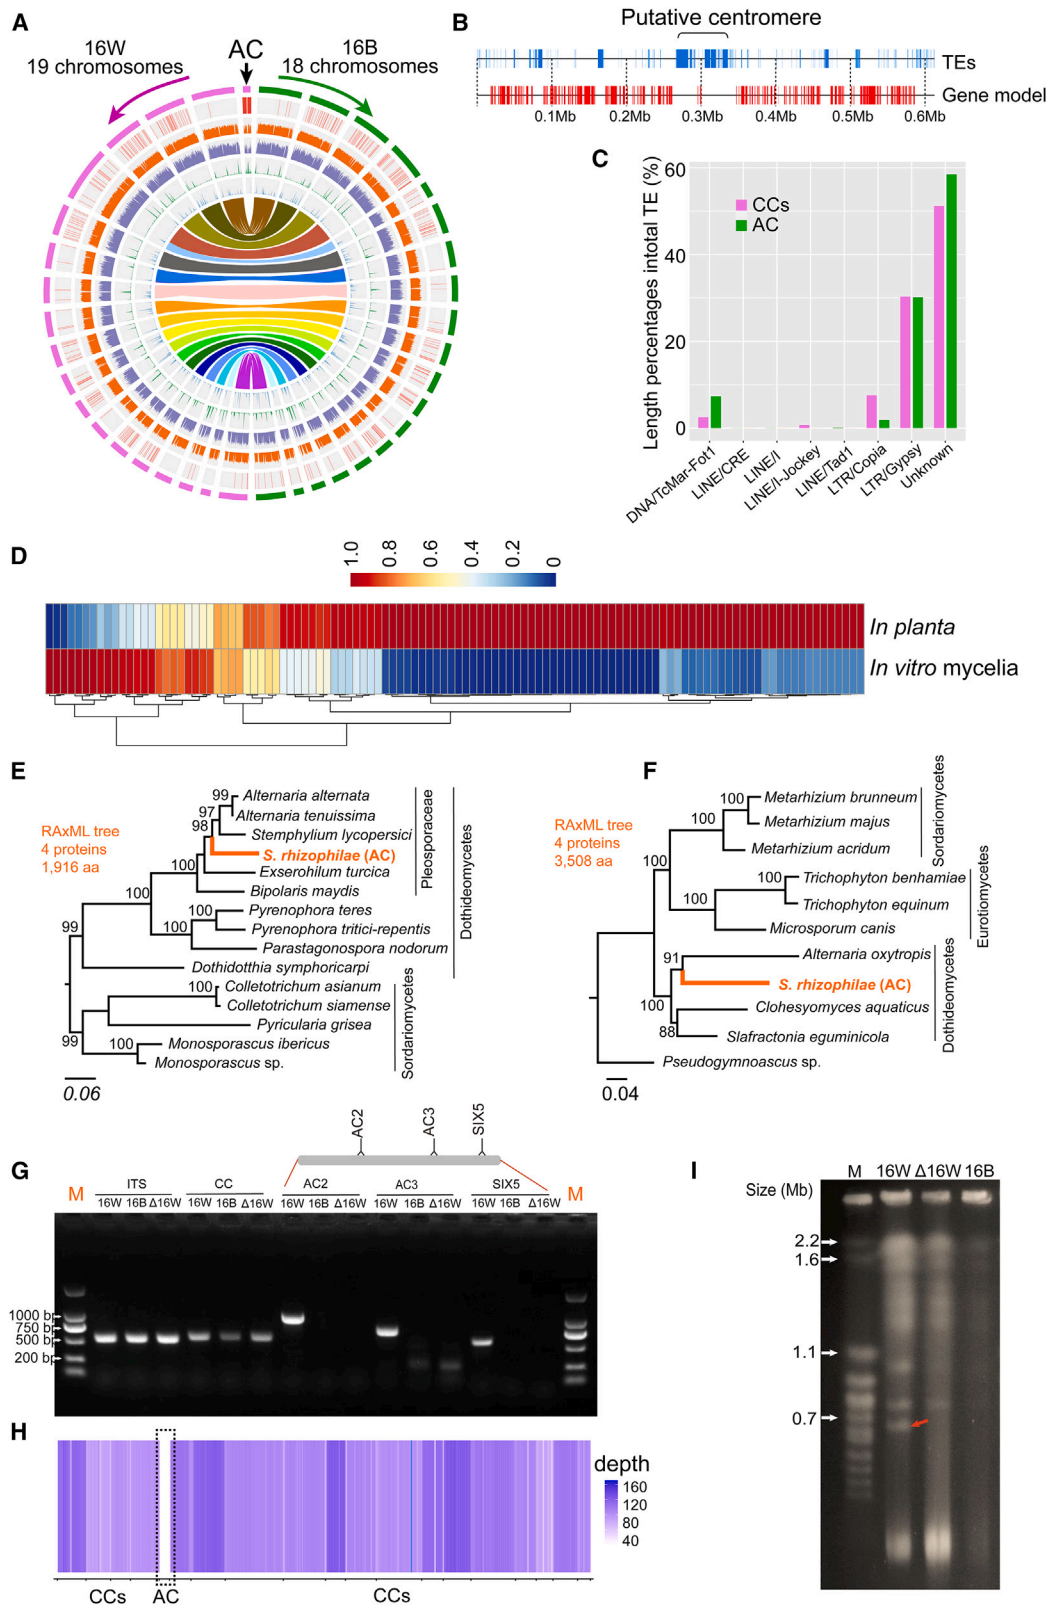 A
16W
19 chromosomes
AC
16B
18 chromosomes
B
Putative centromere
TEs
Gene model
0.1Mb
0.2Mb
0.3Mb
0.4Mb
0.5Mb
0.6Mb
C
Length percentages intotal TE (%)
60
40
20
0
CCs
AC
DNA/TcMar-Fot1
LINE/CRE
LINE/I
LINE/I-Jockey
LINE/Tad1
LTR/Copia
LTR/Gypsy
Unknown
D
1.0
0.8
0.6
0.4
0.2
0
In planta
In vitro mycelia
E
RAxML tree
4 proteins
1,916 aa
99
97
98
100
100
100
100
99
100
99
100
Alternaria alternata
Alternaria tenuissima
Stemphylium lycopersici
S. rhizophilae (AC)
Exserohilum turcica
Bipolaris maydis
Pyrenophora teres
Pyrenophora tritici-repentis
Parastagonospora nodorum
Dothidotthia symphoricarpi
Colletotrichum asianum
Colletotrichum siamense
Pyricularia grisea
Monosporascus ibericus
Monosporascus sp.
Pleosporaceae
Dothideomycetes
Sordariomycetes
0.06
F
RAxML tree
4 proteins
3,508 aa
100
100
100
100
100
91
100
88
Metarhizium brunneum
Metarhizium majus
Metarhizium acridum
Trichophyton benhamiae
Trichophyton equinum
Microsporum canis
Alternaria oxytropis
S. rhizophilae (AC)
Clohesyomyces aquaticus
Slafractonia eguminicola
Pseudogymnoascus sp.
Sordariomycetes
Eurotiomycetes
Dothideomycetes
0.04
G
AC2
AC3
SIX5
M
ITS
CC
AC2
AC3
SIX5
M
16W 16B Δ16W
16W 16B Δ16W
16W 16B Δ16W
16W 16B Δ16W
16W 16B Δ16W
1000 bp
750 bp
500 bp
200 bp
H
CCs
AC
CCs
depth
160
120
80
40
I
M
16W
Δ16W
16B
Size (Mb)
2.2
1.6
1.1
0.7